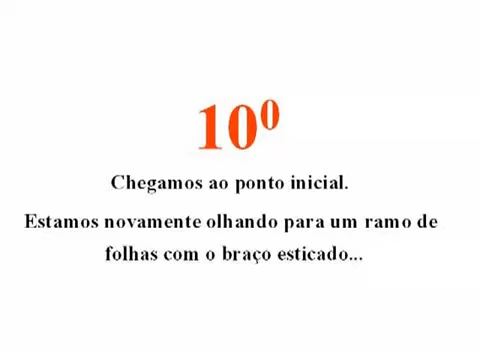 10⁰
Chegamos ao ponto inicial.
Estamos novamente olhando para um ramo de
folhas com o braço esticado...